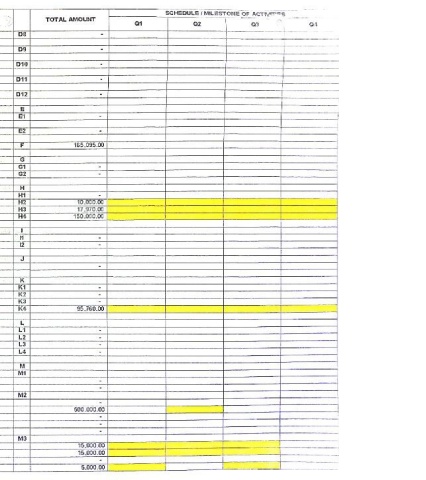 SCHEDULE / MILESTONE OF ACTIVITIES
TOTAL AMOUNT Q1 Q2 Q3 Q4
D8 -
D9 -
D10 -
D11 -
D12 -
E
E1 -
E2 -
F 165,095.00
G
G1 -
G2 -
H
H1 -
H2 10,000.00
H3 17,970.00
H4 150,000.00
I
I1 -
I2 -
J
-
K
K1 -
K2 -
K3 -
K4 95,760.00
L
L1 -
L2 -
L3 -
L4 -
M
M1
-
-
M2
-
500,000.00
-
-
-
M3
15,000.00
15,000.00
-
5,000.00